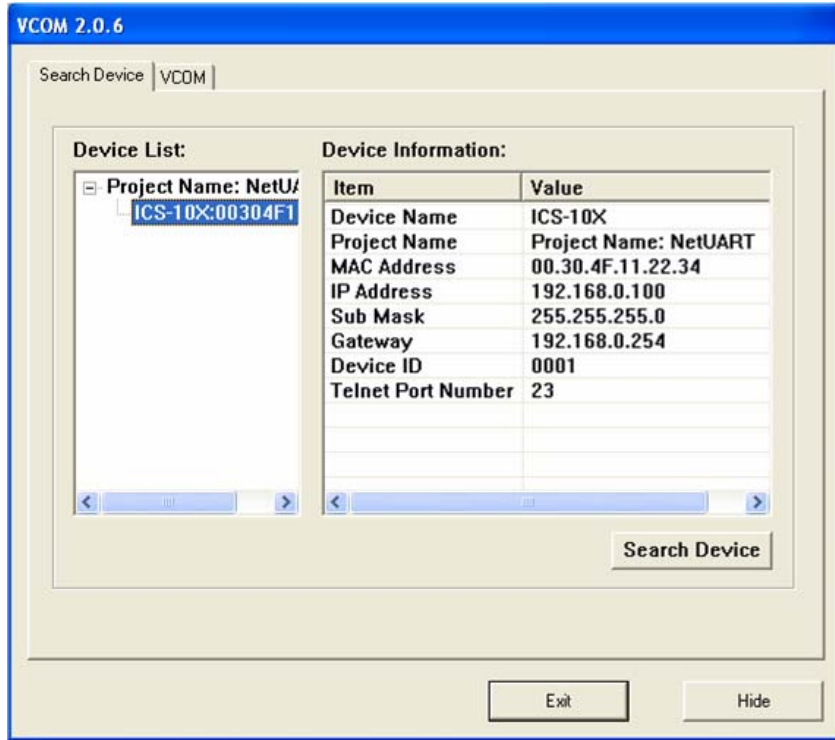 VCOM 2.0.6
Search Device VCOM
Device List:
Project Name: NetUA
ICS-10X:00304F1
Device Information:
Item Value
Device Name ICS-10X
Project Name Project Name: NetUART
MAC Address 00.30.4F.11.22.34
IP Address 192.168.0.100
Sub Mask 255.255.255.0
Gateway 192.168.0.254
Device ID 0001
Telnet Port Number 23
Search Device
Exit Hide